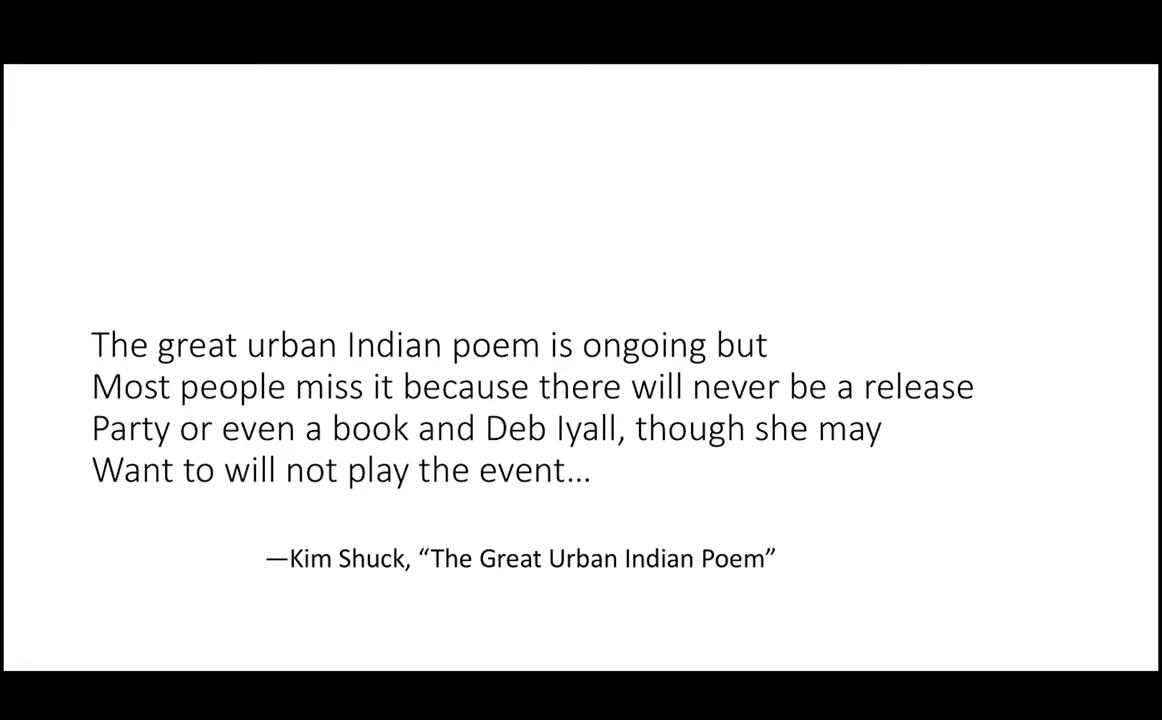 The great urban Indian poem is ongoing but
Most people miss it because there will never be a release
Party or even a book and Deb Iyall, though she may
Want to will not play the event...
—Kim Shuck, “The Great Urban Indian Poem”